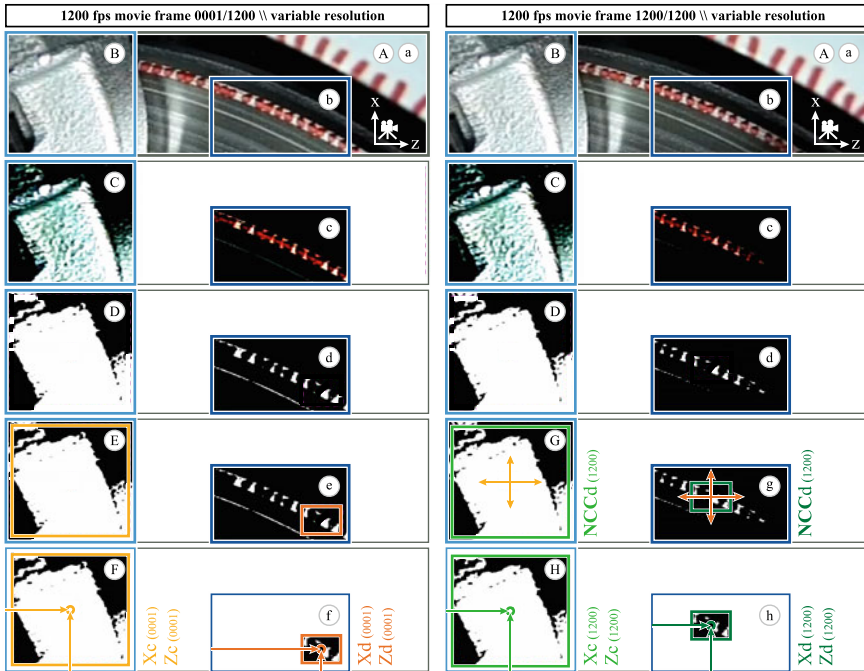 1200 fps movie frame 0001/1200 \\ variable resolution
B
A a
b
X
Z
C
c
D
d
E
e
F
Xc (0001)
Zc (0001)
f
Xd (0001)
Zd (0001)
1200 fps movie frame 1200/1200 \\ variable resolution
B
A a
b
X
Z
C
c
D
d
G
NCCd (1200)
g
NCCd (1200)
H
Xc (1200)
Zc (1200)
h
Xd (1200)
Zd (1200)